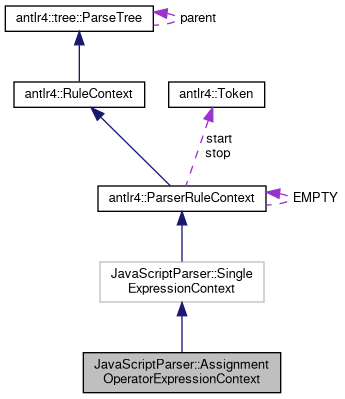 antlr4::tree::ParseTree
parent
antlr4::RuleContext
antlr4::Token
start
stop
antlr4::ParserRuleContext
EMPTY
JavaScriptParser::Single
ExpressionContext
JavaScriptParser::Assignment
OperatorExpressionContext